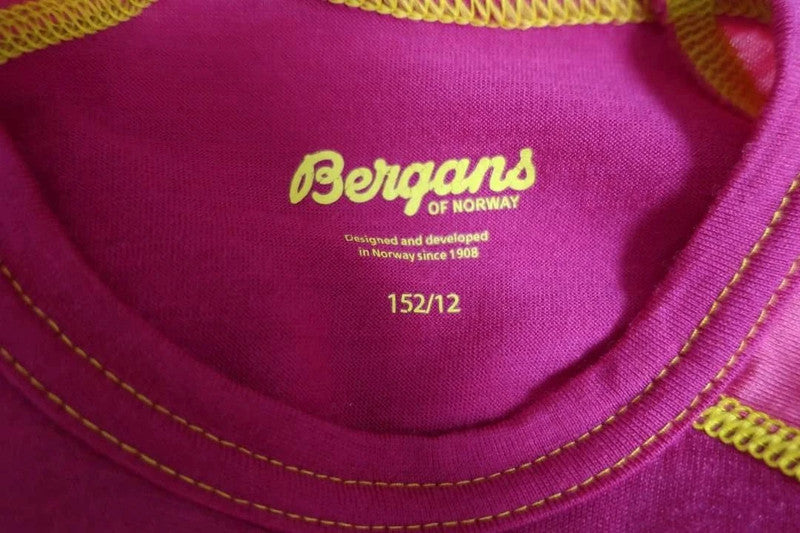 Bergans
OF NORWAY
Designed and developed
in Norway since 1908
152/12